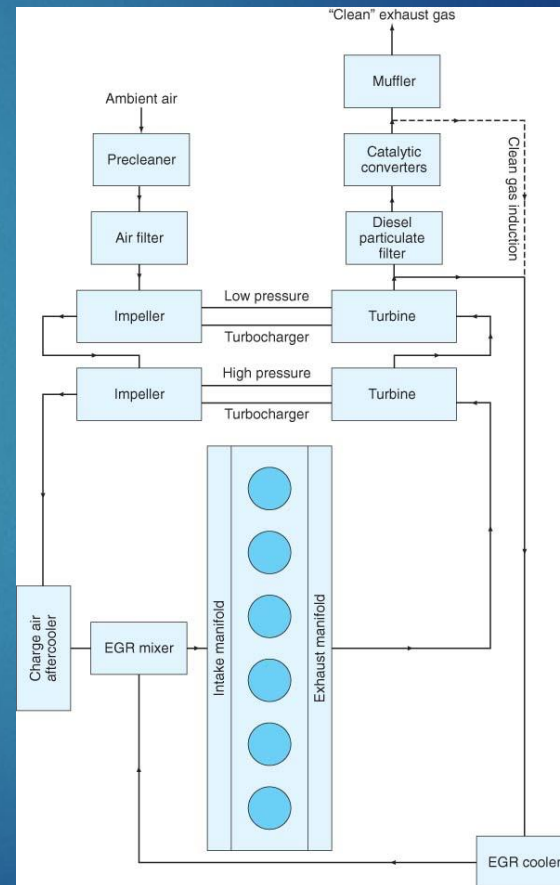 “Clean” exhaust gas
Muffler
Ambient air
Precleaner
Catalytic
converters
Clean gas induction
Air filter
Diesel
particulate
filter
Low pressure
Impeller
Turbine
Turbocharger
High pressure
Impeller
Turbine
Turbocharger
Charge air
aftercooler
EGR mixer
Intake manifold
Exhaust manifold
EGR cooler